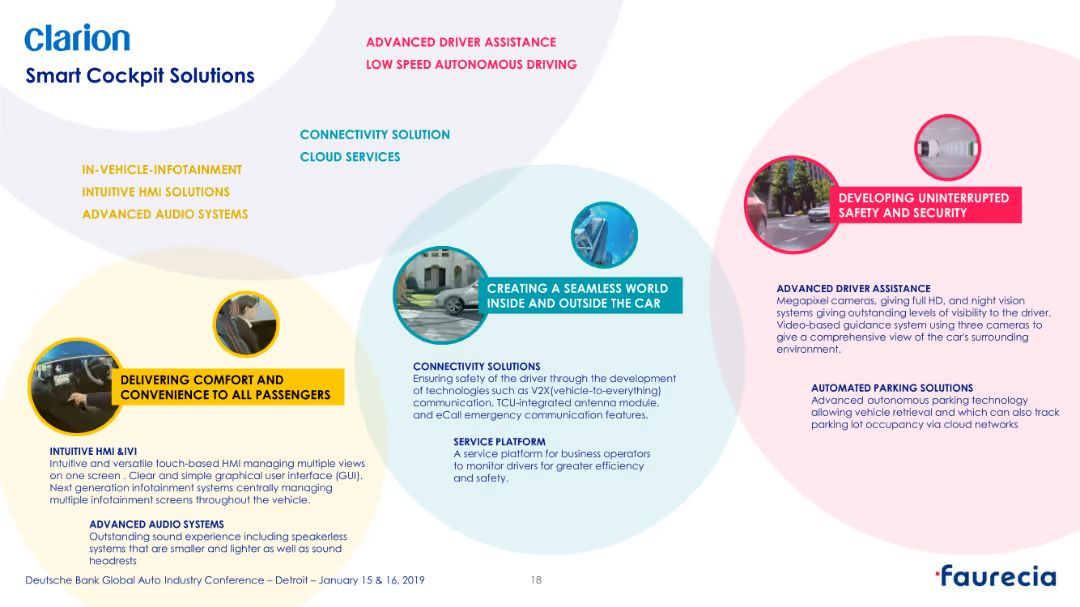 clarion
Smart Cockpit Solutions
ADVANCED DRIVER ASSISTANCE
LOW SPEED AUTONOMOUS DRIVING
CONNECTIVITY SOLUTION
CLOUD SERVICES
IN-VEHICLE-INFOTAINMENT
INTUITIVE HMI SOLUTIONS
ADVANCED AUDIO SYSTEMS
DELIVERING COMFORT AND
CONVENIENCE TO ALL PASSENGERS
INTUITIVE HMI &IVI
Intuitive and versatile touch-based HMI managing multiple views
on one screen . Clear and simple graphical user interface (GUI).
Next generation infotainment systems centrally managing
multiple infotainment screens throughout the vehicle.
ADVANCED AUDIO SYSTEMS
Outstanding sound experience including speakerless
systems that are smaller and lighter as well as sound
headrests
CREATING A SEAMLESS WORLD
INSIDE AND OUTSIDE THE CAR
CONNECTIVITY SOLUTIONS
Ensuring safety of the driver through the development
of technologies such as V2X(vehicle-to-everything)
communication, TCU-integrated antenna module,
and eCall emergency communication features.
SERVICE PLATFORM
A service platform for business operators
to monitor drivers for greater efficiency
and safety.
DEVELOPING UNINTERRUPTED
SAFETY AND SECURITY
ADVANCED DRIVER ASSISTANCE
Megapixel cameras, giving full HD, and night vision
systems giving outstanding levels of visibility to the driver.
Video-based guidance system using three cameras to
give a comprehensive view of the car's surrounding
environment.
AUTOMATED PARKING SOLUTIONS
Advanced autonomous parking technology
allowing vehicle retrieval and which can also track
parking lot occupancy via cloud networks
Deutsche Bank Global Auto Industry Conference – Detroit – January 15 & 16, 2019
18
faurecia